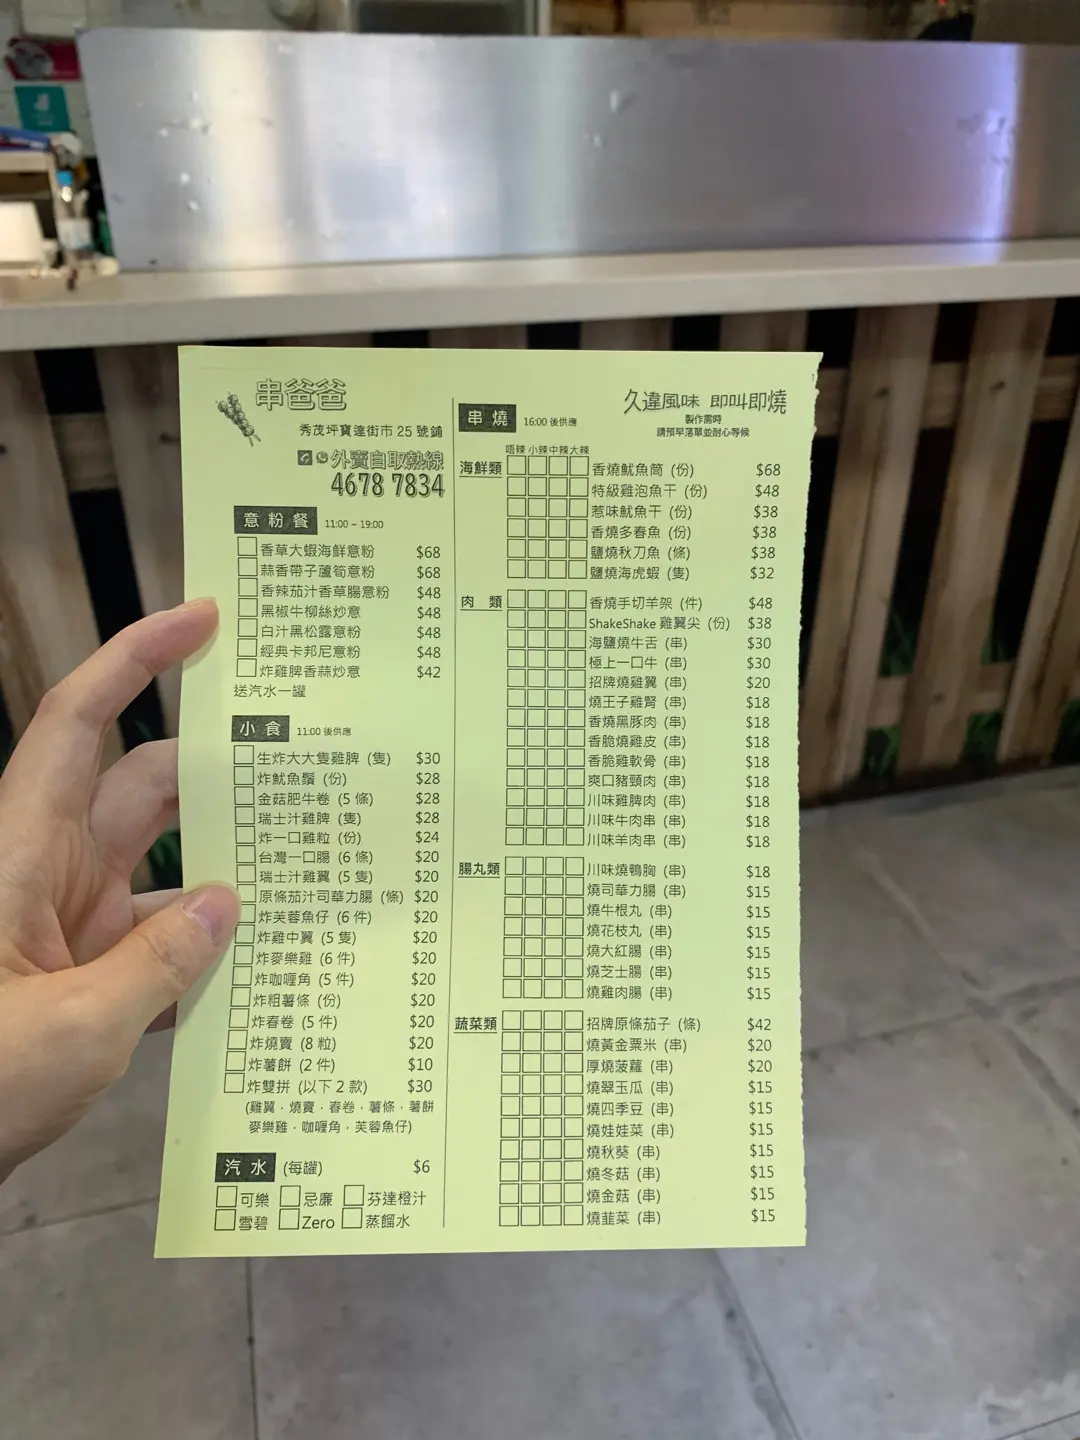 串爸爸
秀茂坪寶達街市 25 號鋪
外賣自取熱線
4678 7834
意粉餐 11:00 – 19:00
香草大蝦海鮮意粉 $68
蒜香帶子蘆筍意粉 $68
香辣茄汁香草腸意粉 $48
黑椒牛柳絲炒意 $48
白汁黑松露意粉 $48
經典卡邦尼意粉 $48
炸雞脾香蒜炒意 $42
送汽水一罐
小食 11:00 後供應
生炸大大隻雞脾 (隻) $30
炸魷魚鬚 (份) $28
金菇肥牛卷 (5 條) $28
瑞士汁雞脾 (隻) $28
炸一口雞粒 (份) $24
台灣一口腸 (6 條) $20
瑞士汁雞翼 (5 隻) $20
原條茄汁司華力腸 (條) $20
炸芙蓉魚仔 (6 件) $20
炸雞中翼 (5 隻) $20
炸麥樂雞 (6 件) $20
炸咖喱角 (5 件) $20
炸粗薯條 (份) $20
炸春卷 (5 件) $20
炸燒賣 (8 粒) $20
炸薯餅 (2 件) $10
炸雙拼 (以下 2 款) $30
(雞翼 · 燒賣 · 春卷 · 薯條 · 薯餅
麥樂雞 · 咖喱角 · 芙蓉魚仔)
汽水 (每罐) $6
可樂 忌廉 芬達橙汁
雪碧 Zero 蒸餾水
久違風味 即叫即燒
製作需時
請預早落單並耐心等候
串燒 16:00 後供應
唔辣 小辣 中辣 大辣
海鮮類
香燒魷魚筒 (份) $68
特級雞泡魚干 (份) $48
惹味魷魚干 (份) $38
香燒多春魚 (份) $38
鹽燒秋刀魚 (條) $38
鹽燒海虎蝦 (隻) $32
肉類
香燒手切羊架 (件) $48
ShakeShake 雞翼尖 (份) $38
海鹽燒牛舌 (串) $30
極上一口牛 (串) $30
招牌燒雞翼 (串) $20
燒王子雞腎 (串) $18
香燒黑豚肉 (串) $18
香脆燒雞皮 (串) $18
香脆雞軟骨 (串) $18
爽口豬頸肉 (串) $18
川味雞脾肉 (串) $18
川味牛肉串 (串) $18
川味羊肉串 (串) $18
腸丸類
川味燒鴨胸 (串) $18
燒司華力腸 (串) $15
燒牛根丸 (串) $15
燒花枝丸 (串) $15
燒大紅腸 (串) $15
燒芝士腸 (串) $15
燒雞肉腸 (串) $15
蔬菜類
招牌原條茄子 (條) $42
燒黃金粟米 (串) $20
厚燒菠蘿 (串) $20
燒翠玉瓜 (串) $15
燒四季豆 (串) $15
燒娃娃菜 (串) $15
燒秋葵 (串) $15
燒冬菇 (串) $15
燒金菇 (串) $15
燒韮菜 (串) $15